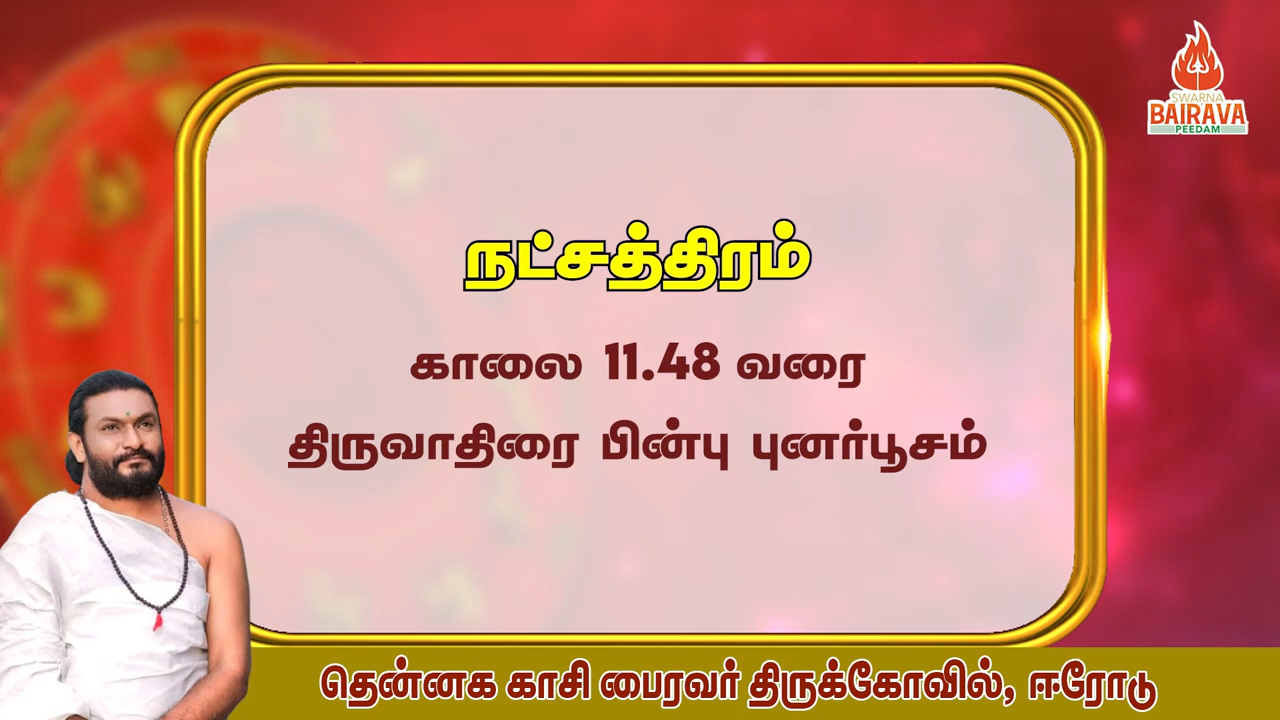 SWARNA
BAIRAVA
PEEDAM
நட்சத்திரம்
காலை 11.48 வரை
திருவாதிரை பின்பு புனர்பூசம்
தென்னக காசி பைரவர் திருக்கோவில், ஈரோடு